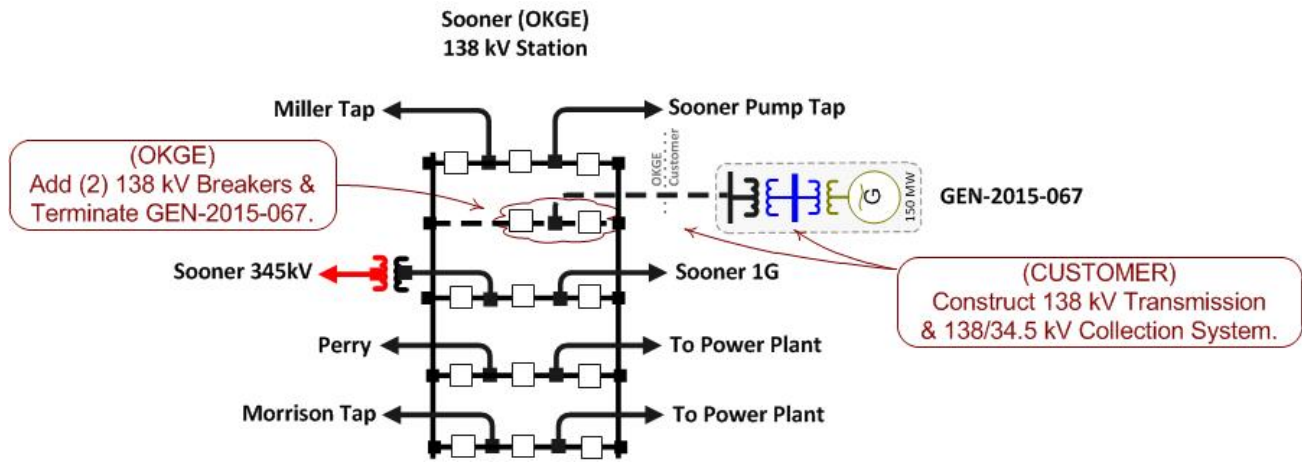 Sooner (OKGE)
138 kV Station
Miller Tap
Sooner Pump Tap
(OKGE)
Add (2) 138 kV Breakers &
Terminate GEN-2015-067.
OKGE
Customer
G
150 MW
GEN-2015-067
Sooner 345kV
Sooner 1G
(CUSTOMER)
Construct 138 kV Transmission
& 138/34.5 kV Collection System.
Perry
To Power Plant
Morrison Tap
To Power Plant